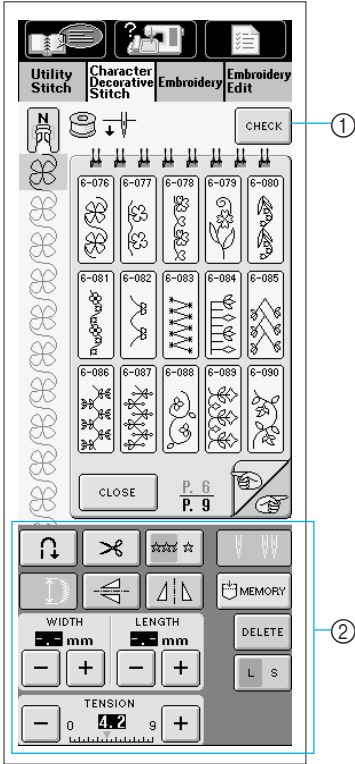 Utility Stitch
Character Decorative Stitch
Embroidery
Embroidery Edit
N
CHECK
①
6-076 6-077 6-078 6-079 6-080
6-081 6-082 6-083 6-084 6-085
6-086 6-087 6-088 6-089 6-090
CLOSE
P. 6
P. 9
MEMORY
WIDTH LENGTH
-.- mm -.- mm
DELETE
②
− + − +
L S
TENSION
− 0 4.2 9 +